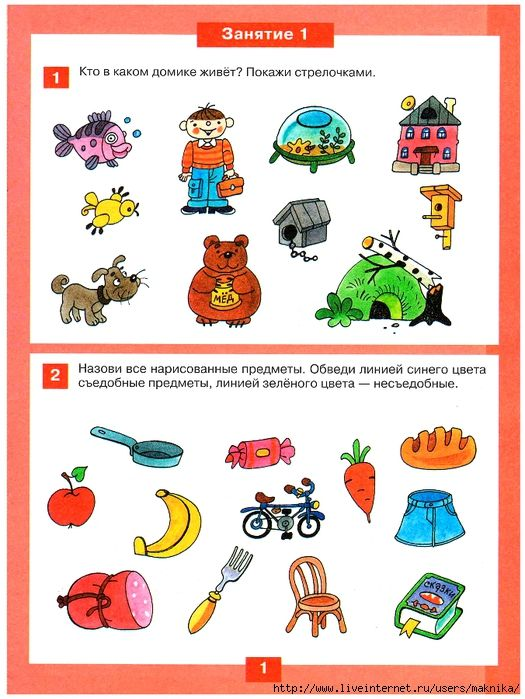 Занятие 1
1
Кто в каком домике живёт? Покажи стрелочками.
МЁД
2
Назови все нарисованные предметы. Обведи линией синего цвета
съедобные предметы, линией зелёного цвета — несъедобные.
СКАЗКИ
1
http://www.liveinternet.ru/users/maknika/